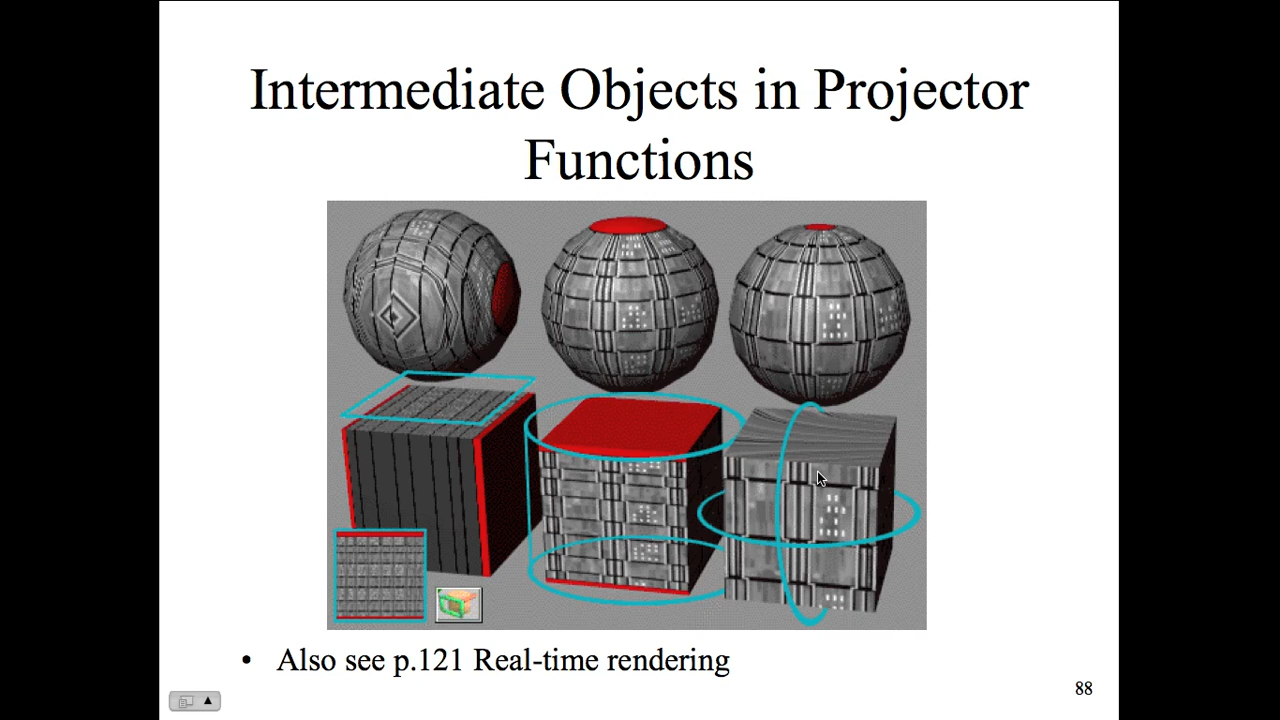 Intermediate Objects in Projector
Functions
• Also see p.121 Real-time rendering
88